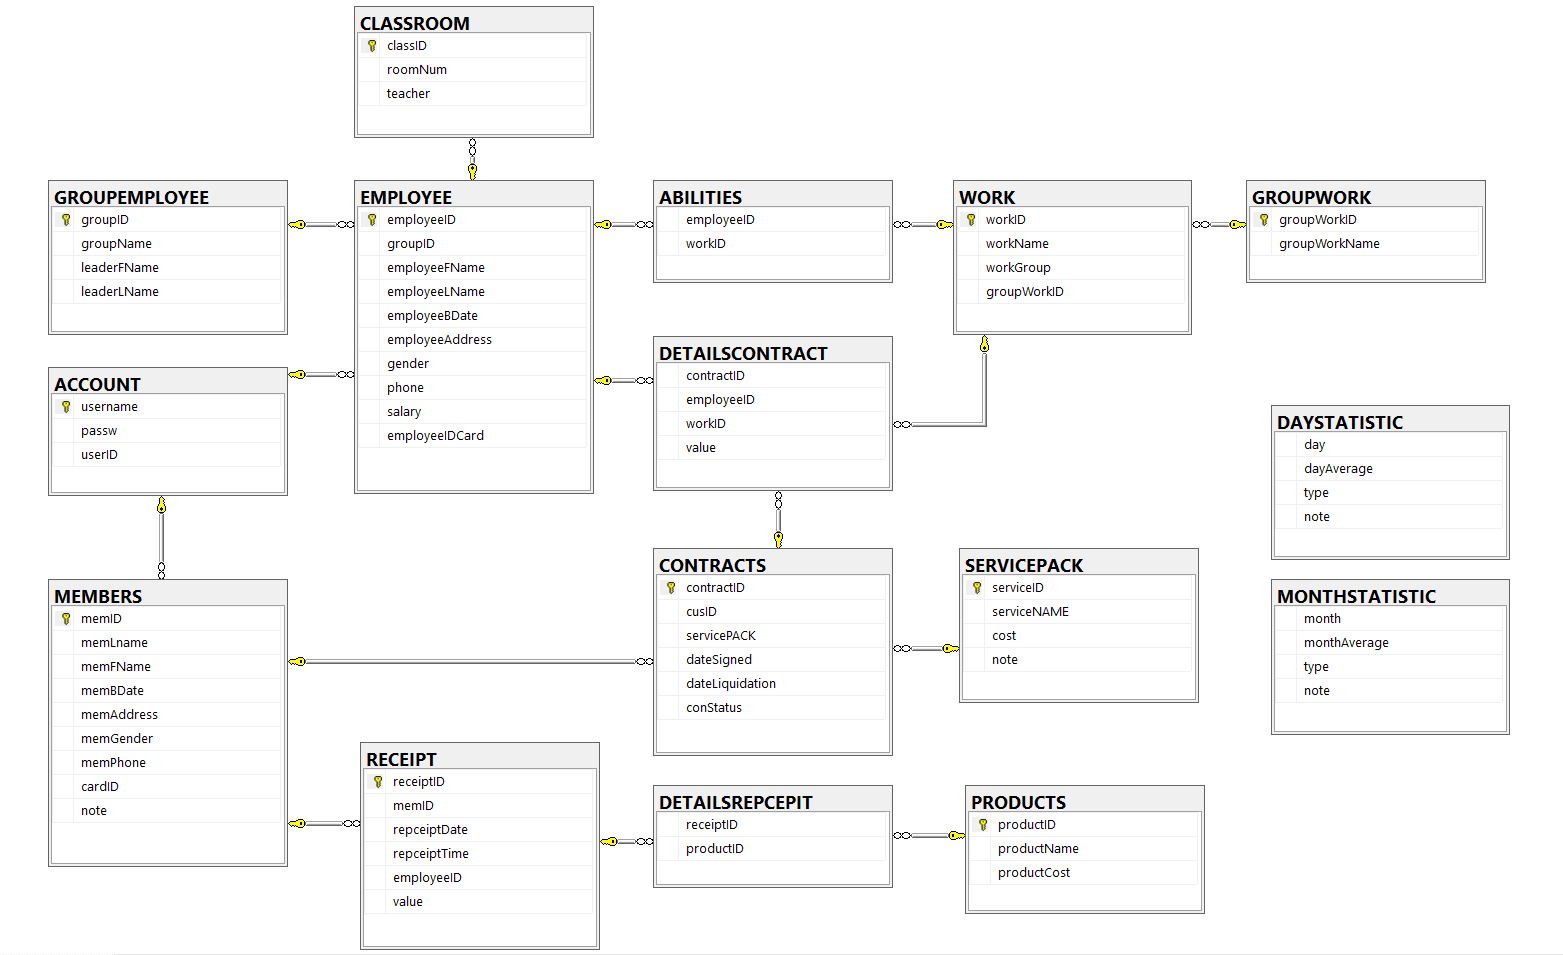 CLASSROOM
classID
roomNum
teacher
GROUPEMPLOYEE
groupID
groupName
leaderFName
leaderLName
EMPLOYEE
employeeID
groupID
employeeFName
employeeLName
employeeBDate
employeeAddress
gender
phone
salary
employeeIDCard
ABILITIES
employeeID
workID
WORK
workID
workName
workGroup
groupWorkID
GROUPWORK
groupWorkID
groupWorkName
ACCOUNT
username
passw
userID
DETAILSCONTRACT
contractID
employeeID
workID
value
DAYSTATISTIC
day
dayAverage
type
note
MEMBERS
memID
memLname
memFName
memBDate
memAddress
memGender
memPhone
cardID
note
CONTRACTS
contractID
cusID
servicePACK
dateSigned
dateLiquidation
conStatus
SERVICEPACK
serviceID
serviceNAME
cost
note
MONTHSTATISTIC
month
monthAverage
type
note
RECEIPT
receiptID
memID
repceiptDate
repceiptTime
employeeID
value
DETAILSREPCEPIT
receiptID
productID
PRODUCTS
productID
productName
productCost